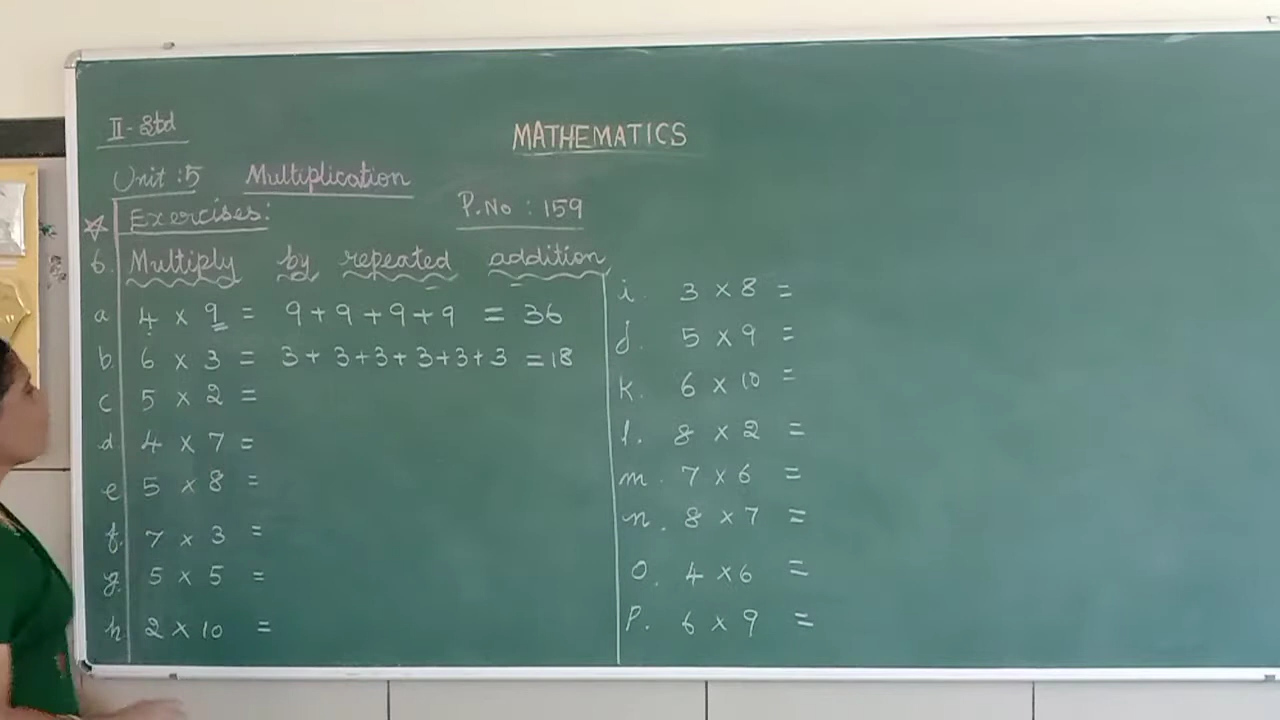 II - Std
MATHEMATICS
Unit : 5 Multiplication
Exercises: P.No : 159
6. Multiply by repeated addition
a 4 × 9 = 9 + 9 + 9 + 9 = 36
b. 6 × 3 = 3 + 3 + 3 + 3 + 3 + 3 = 18
c 5 × 2 =
d 4 × 7 =
e 5 × 8 =
f. 7 × 3 =
g. 5 × 5 =
h. 2 × 10 =
i. 3 × 8 =
j. 5 × 9 =
k. 6 × 10 =
l. 8 × 2 =
m. 7 × 6 =
n. 8 × 7 =
o. 4 × 6 =
P. 6 × 9 =